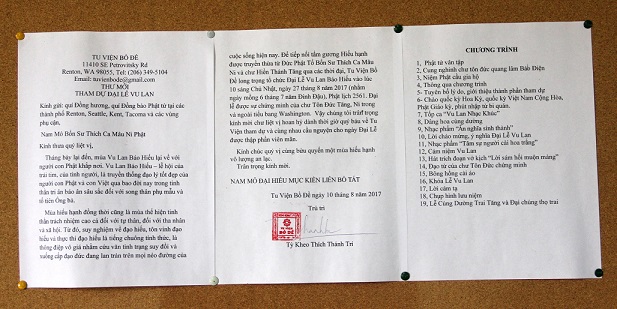 TU VIỆN BỒ ĐỀ
11410 SE Petrovitsky Rd
Renton, WA 98055, Tel: (206) 349-5104
Email: tuvienbode@gmail.com
THƯ MỜI
THAM DỰ ĐẠI LỄ VU LAN
Kính gửi: quí Đồng hương, quí Đồng bào Phật tử tại các
thành phố Renton, Seattle, Kent, Tacoma và các vùng
phụ cận,
Nam Mô Bổn Sư Thích Ca Mâu Ni Phật
Kính thưa quý liệt vị,
Tháng bảy lại đến, mùa Vu Lan Báo Hiếu lại về với
người con Phật khắp nơi. Vu Lan Báo Hiếu – lễ hội của
trái tim, của tình người, là truyền thống đạo lý tốt đẹp của
người con Phật và con Việt qua bao đời nay trong tinh
thần tri ân báo ân sâu sắc đối với song thân phụ mẫu và
tổ tiên Ông bà.
Mùa hiếu hạnh đồng thời cũng là mùa thể hiện tinh
thần trách nhiệm cao cả đối với tự thân, đối với tha nhân
và xã hội. Từ đó, suy nghiệm về đạo hiếu, tôn vinh đạo
hiếu và thực thi đạo hiếu là tiếng chuông tỉnh thức, là
thông điệp vô giá nhằm cứu vãn tình trạng suy đồi và
xuống cấp đạo đức đang lan tràn trên mọi nẻo đường của
cuộc sống hiện nay. Để tiếp nối tấm gương Hiếu hạnh
được truyền thừa từ Đức Phật Tổ Bổn Sư Thích Ca Mâu
Ni và chư Hiền Thánh Tăng qua các thời đại, Tu Viện Bồ
Đề long trọng tổ chức Đại Lễ Vu Lan Báo Hiếu vào lúc
10 sáng Chủ Nhật, ngày 27 tháng 8 năm 2017 (nhằm
ngày mồng 6 tháng 7 năm Đinh Dậu), Phật lịch 2561. Đại
lễ được sự chứng minh của chư Tôn Đức Tăng, Ni trong
và ngoài tiểu bang Washington. Vậy chúng tôi trân trọng
kính mời chư liệt vị hoan hỷ dành thời giờ quý báu về Tu
Viện tham dự và cùng nhau cầu nguyện cho ngày Đại Lễ
được thập phần viên mãn.
Kính chúc quý vị cùng bửu quyến một mùa hiếu hạnh
vô lượng an lạc.
Trân trọng kính mời.
NAM MÔ ĐẠI HIẾU MỤC KIỀN LIÊN BỒ TÁT
Tu Viện Bồ Đề ngày 10 tháng 8 năm 2017
Trú trì
BỒ ĐỀ
Tỳ Kheo Thích Thánh Trí
CHƯƠNG TRÌNH
1, Phật tử vân tập
2, Cung nghinh chư tôn đức quang lâm Bảo Điện
3, Niệm Phật cầu gia hộ
4, Thông qua chương trình
5- Tuyên bố lý do, giới thiệu thành phần tham dự
6- Chào quốc kỳ Hoa Kỳ, quốc kỳ Việt Nam Cộng Hòa,
Phật Giáo kỳ, phút nhập từ bi quán.
7, Tốp ca "Vu Lan Nhạc Khúc"
8, Dâng hoa cúng dường
9, Nhạc phẩm "Ân nghĩa sinh thành"
10, Lời chào mừng, ý nghĩa Đại Lễ Vu Lan
11, Nhạc phẩm "Tâm sự người cài hoa trắng"
12, Cảm niệm Vu Lan
13, Hát trích đoạn vở kịch "Lời sám hối muộn màng"
14, Đạo từ của chư Tôn Đức chứng minh
15, Bông hồng cài áo
16, Khóa Lễ Vu Lan
17, Lời cảm tạ
18, Chụp hình lưu niệm
19, Lễ Cúng Dường Trai Tăng và Đại chúng thọ trai